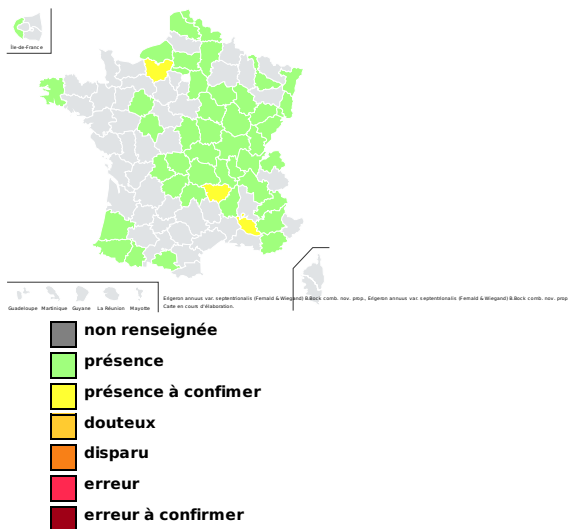 Île-de-France
Guadeloupe Martinique Guyane La Réunion Mayotte
Erigeron annuus var. septentrionalis (Fernald & Wiegand) B.Bock comb. nov. prop., Erigeron annuus var. septentrionalis (Fernald & Wiegand) B.Bock comb. nov. prop
Carte en cours d'élaboration.
non renseignée
présence
présence à confimer
douteux
disparu
erreur
erreur à confirmer